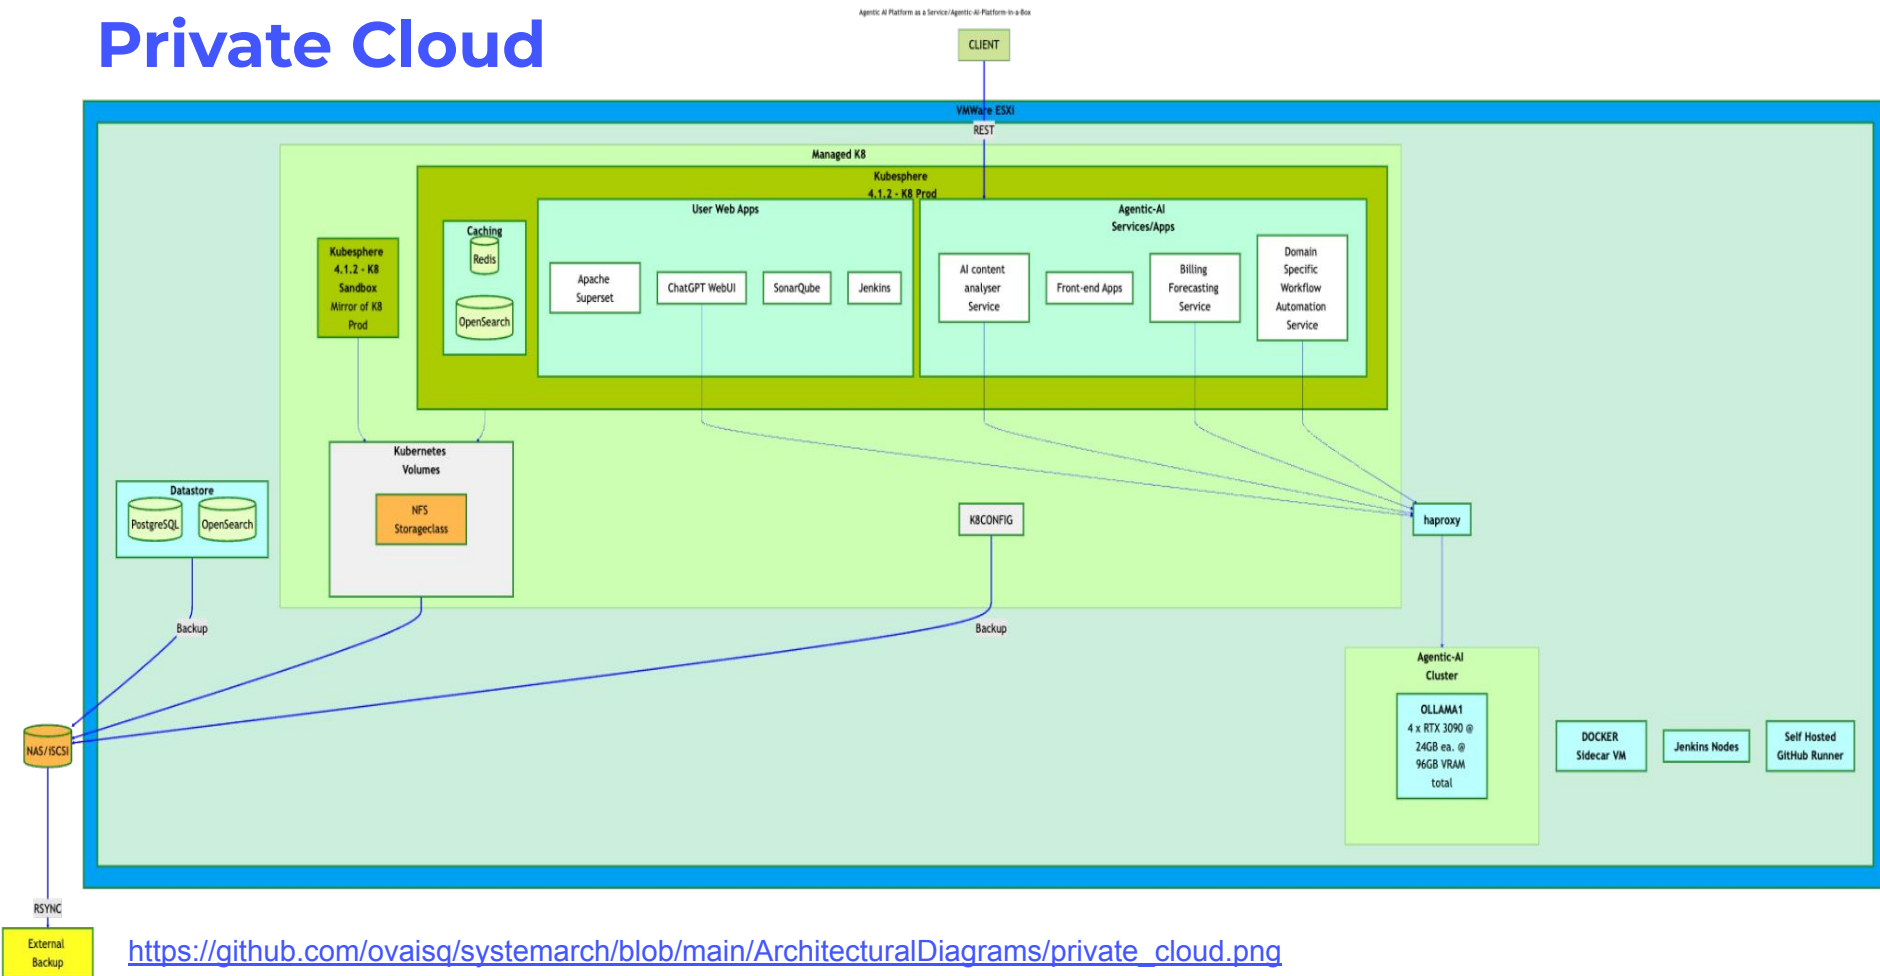 Agentic AI Platform as a Service/Agentic-AI-Platform-in-a-Box
Private Cloud
CLIENT
VMWare ESXi
REST
Managed K8
Kubesphere
4.1.2 - K8 Prod
User Web Apps
Agentic-AI
Services/Apps
Caching
Redis
OpenSearch
Kubesphere
4.1.2 - K8
Sandbox
Mirror of K8
Prod
Apache
Superset
ChatGPT WebUI
SonarQube
Jenkins
AI content
analyser
Service
Front-end Apps
Billing
Forecasting
Service
Domain
Specific
Workflow
Automation
Service
Kubernetes
Volumes
NFS
Storageclass
Datastore
PostgreSQL
OpenSearch
K8CONFIG
haproxy
Backup
Backup
Agentic-AI
Cluster
OLLAMA1
4 x RTX 3090 @
24GB ea. @
96GB VRAM
total
DOCKER
Sidecar VM
Jenkins Nodes
Self Hosted
GitHub Runner
NAS/iSCSI
RSYNC
External
Backup
https://github.com/ovaisq/systemarch/blob/main/ArchitecturalDiagrams/private_cloud.png